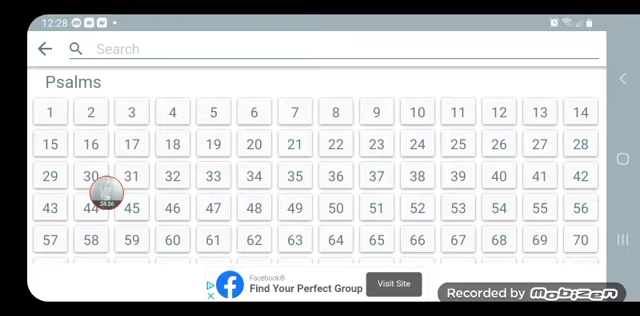 12:28
Search
Psalms
1 2 3 4 5 6 7 8 9 10 11 12 13 14
15 16 17 18 19 20 21 22 23 24 25 26 27 28
29 30 31 32 33 34 35 36 37 38 39 40 41 42
24:36
43 44 45 46 47 48 49 50 51 52 53 54 55 56
57 58 59 60 61 62 63 64 65 66 67 68 69 70
Facebook®
Find Your Perfect Group
Visit Site
Recorded by Mobizen